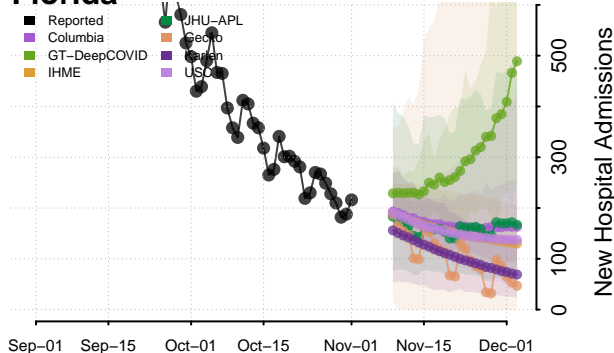 Florida
Reported
Columbia
GT−DeepCOVID
IHME
JHU−APL
Gecko
Karlen
USC
0
100
300
500
New Hospital Admissions
Sep−01
Sep−15
Oct−01
Oct−15
Nov−01
Nov−15
Dec−01